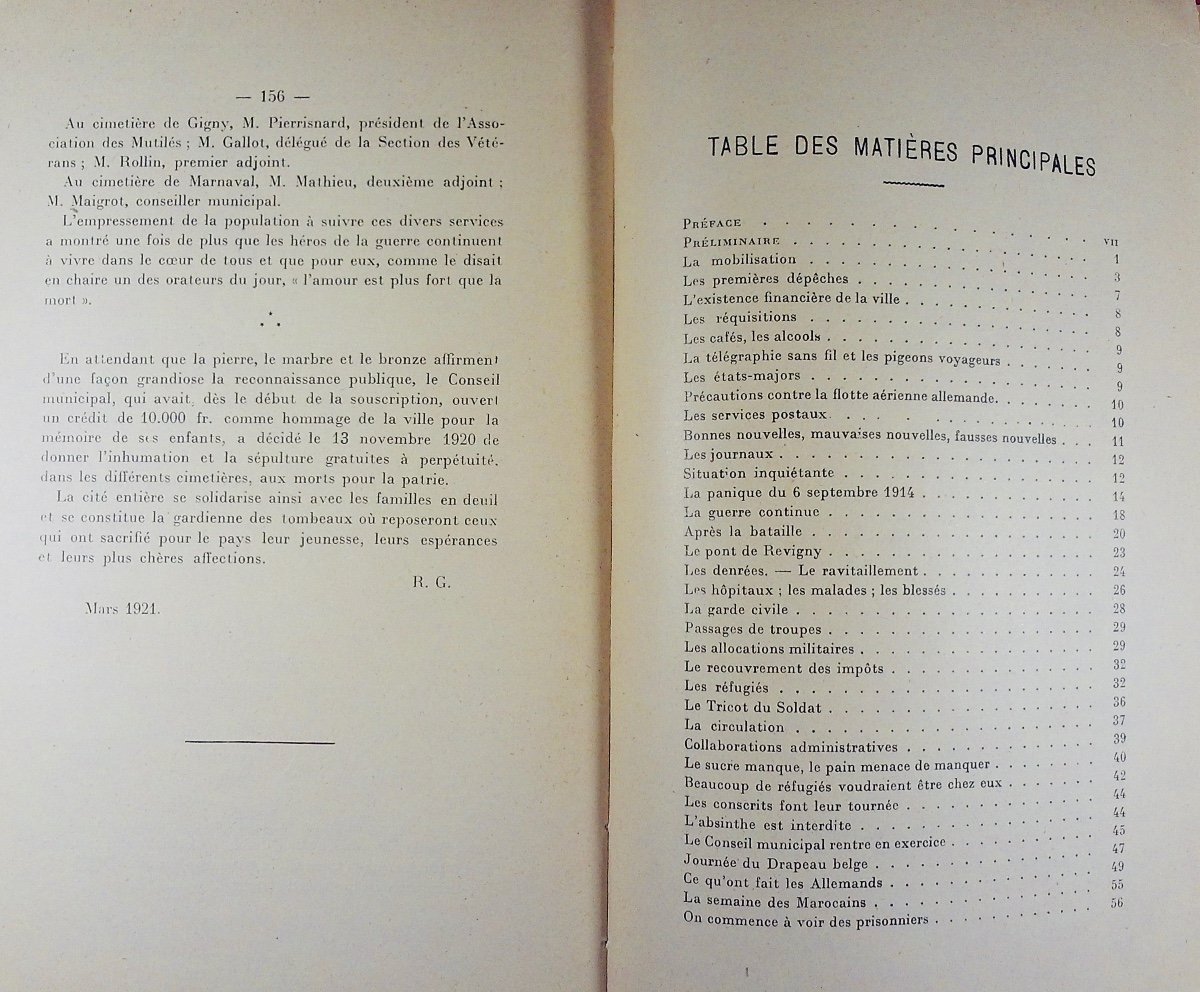 — 156 —
Au cimetière de Gigny, M. Pierrisnard, président de l'Asso-
ciation des Mutilés ; M. Gallot, délégué de la Section des Vété-
rans ; M. Rollin, premier adjoint.
Au cimetière de Marnaval, M. Mathieu, deuxième adjoint ;
M. Maigrot, conseiller municipal.
L'empressement de la population à suivre ces divers services
a montré une fois de plus que les héros de la guerre continuent
à vivre dans le cœur de tous et que pour eux, comme le disait
en chaire un des orateurs du jour, « l'amour est plus fort que la
mort ».
* * *
En attendant que la pierre, le marbre et le bronze affirment
d'une façon grandiose la reconnaissance publique, le Conseil
municipal, qui avait, dès le début de la souscription, ouvert
un crédit de 10.000 fr. comme hommage de la ville pour la
mémoire de ses enfants, a décidé le 13 novembre 1920 de
donner l'inhumation et la sépulture gratuites à perpétuité,
dans les différents cimetières, aux morts pour la patrie.
La cité entière se solidarise ainsi avec les familles en deuil
et se constitue la gardienne des tombeaux où reposeront ceux
qui ont sacrifié pour le pays leur jeunesse, leurs espérances
et leurs plus chères affections.
R. G.
Mars 1921.
TABLE DES MATIÈRES PRINCIPALES
PRÉFACE . . . . . . . . . . VII
PRÉLIMINAIRE . . . . . . . . . . 1
La mobilisation . . . . . . . . . . 3
Les premières dépêches . . . . . . . . . . 7
L'existence financière de la ville . . . . . . . . . . 8
Les réquisitions . . . . . . . . . . 8
Les cafés, les alcools . . . . . . . . . . 9
La télégraphie sans fil et les pigeons voyageurs . . . . . . 9
Les états-majors . . . . . . . . . . 9
Précautions contre la flotte aérienne allemande. . . . . . . 10
Les services postaux. . . . . . . . . . 10
Bonnes nouvelles, mauvaises nouvelles, fausses nouvelles . . . 11
Les journaux . . . . . . . . . . 12
Situation inquiétante . . . . . . . . . . 12
La panique du 6 septembre 1914 . . . . . . . . . . 14
La guerre continue . . . . . . . . . . 18
Après la bataille . . . . . . . . . . 20
Le pont de Revigny . . . . . . . . . . 23
Les denrées. — Le ravitaillement . . . . . . . . . . 24
Les hôpitaux ; les malades ; les blessés . . . . . . . . . . 26
La garde civile . . . . . . . . . . 28
Passages de troupes . . . . . . . . . . 29
Les allocations militaires . . . . . . . . . . 29
Le recouvrement des impôts . . . . . . . . . . 32
Les réfugiés . . . . . . . . . . 32
Le Tricot du Soldat . . . . . . . . . . 36
La circulation . . . . . . . . . . 37
Collaborations administratives . . . . . . . . . . 39
Le sucre manque, le pain menace de manquer . . . . . . . 40
Beaucoup de réfugiés voudraient être chez eux . . . . . . 42
Les conscrits font leur tournée . . . . . . . . . . 44
L'absinthe est interdite . . . . . . . . . . 44
Le Conseil municipal rentre en exercice . . . . . . . . . . 45
Journée du Drapeau belge . . . . . . . . . . 47
Ce qu'ont fait les Allemands . . . . . . . . . . 49
La semaine des Marocains . . . . . . . . . . 55
On commence à voir des prisonniers . . . . . . . . . . 56